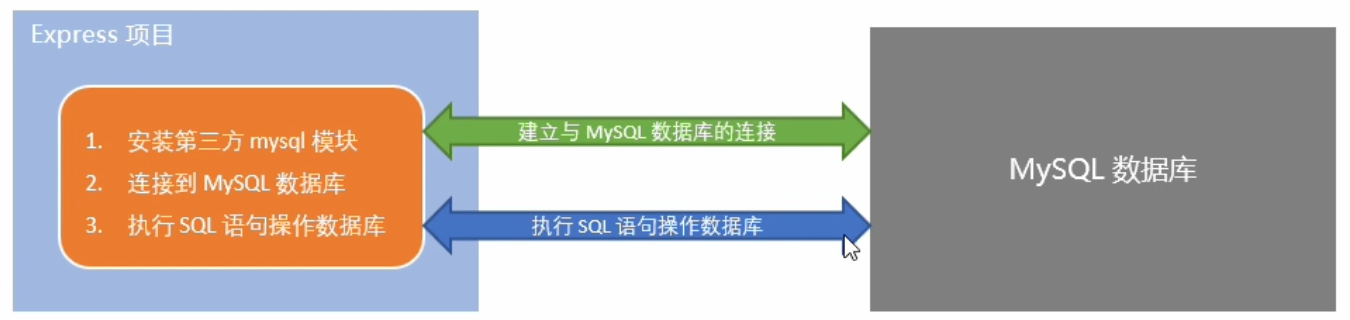 Express 项目
1. 安装第三方 mysql 模块
2. 连接到 MySQL 数据库
3. 执行 SQL 语句操作数据库
建立与 MySQL 数据库的连接
执行 SQL 语句操作数据库
MySQL 数据库